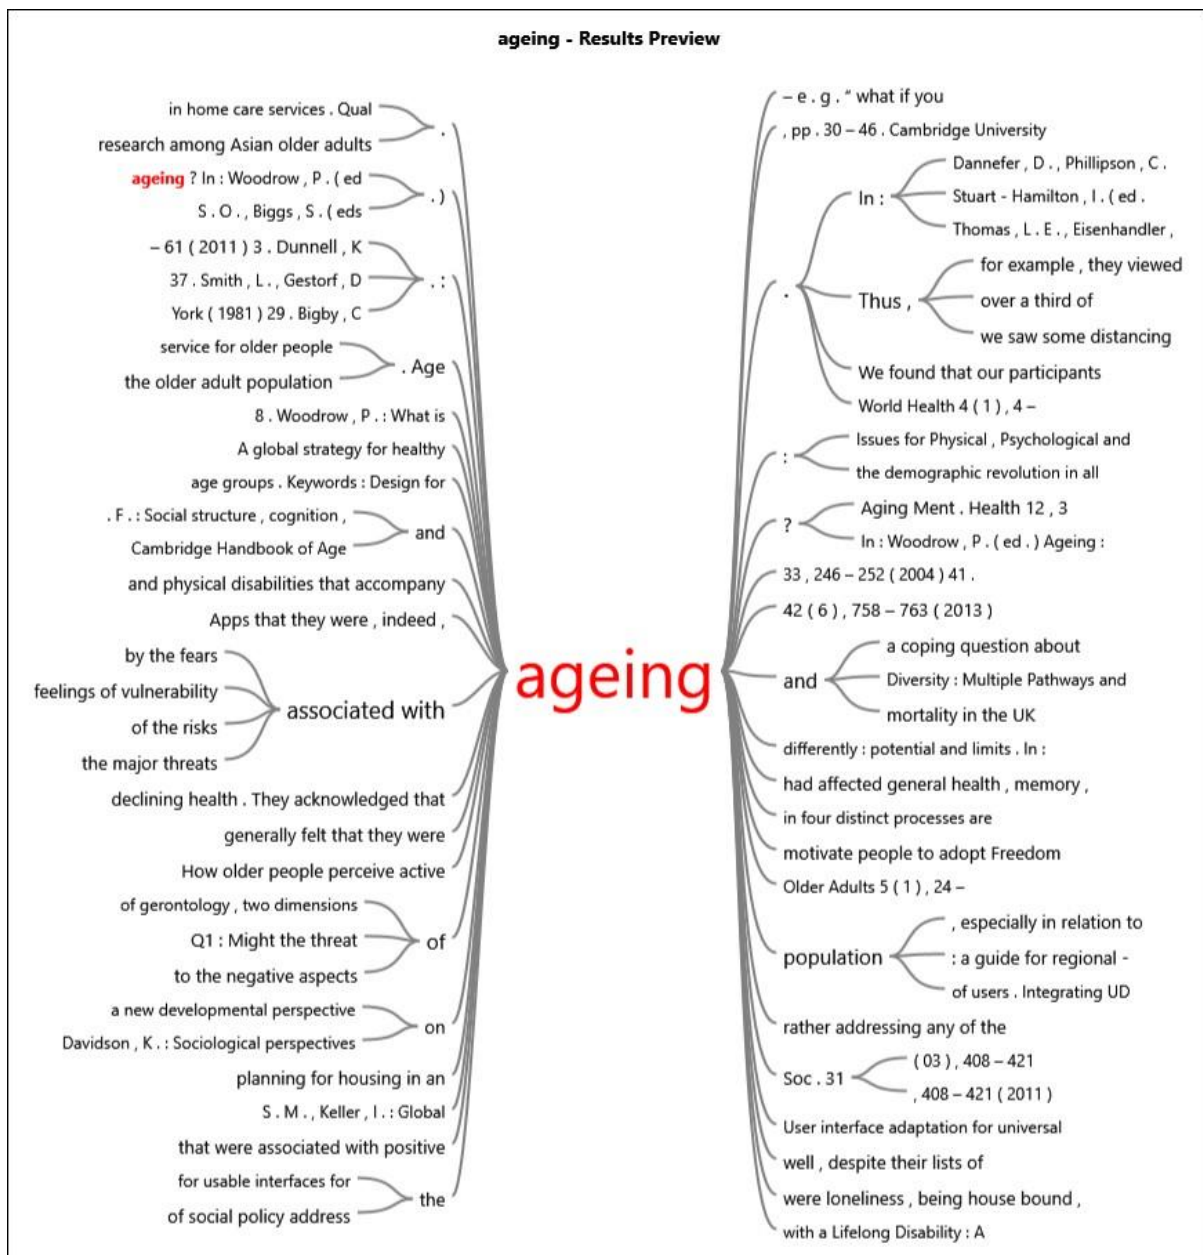 ageing - Results Preview
in home care services . Qual
research among Asian older adults
.
ageing ? In : Woodrow , P . ( ed
S . O . , Biggs , S . ( eds
. )
– 61 ( 2011 ) 3 . Dunnell , K
37 . Smith , L . , Gestorf , D
York ( 1981 ) 29 . Bigby , C
. :
service for older people
the older adult population
. Age
8 . Woodrow , P . : What is
A global strategy for healthy
age groups . Keywords : Design for
. F . : Social structure , cognition ,
Cambridge Handbook of Age
and
and physical disabilities that accompany
Apps that they were , indeed ,
by the fears
feelings of vulnerability
of the risks
the major threats
associated with
declining health . They acknowledged that
generally felt that they were
How older people perceive active
of gerontology , two dimensions
Q1 : Might the threat
to the negative aspects
of
a new developmental perspective
Davidson , K . : Sociological perspectives
on
planning for housing in an
S . M . , Keller , I . : Global
that were associated with positive
for usable interfaces for
of social policy address
the
ageing
– e . g . “ what if you
, pp . 30 – 46 . Cambridge University
.
In :
Dannefer , D . , Phillipson , C .
Stuart - Hamilton , I . ( ed .
Thomas , L . E . , Eisenhandler ,
Thus ,
for example , they viewed
over a third of
we saw some distancing
We found that our participants
World Health 4 ( 1 ) , 4 –
:
Issues for Physical , Psychological and
the demographic revolution in all
?
Aging Ment . Health 12 , 3
In : Woodrow , P . ( ed . ) Ageing :
33 , 246 – 252 ( 2004 ) 41 .
42 ( 6 ) , 758 – 763 ( 2013 )
and
a coping question about
Diversity : Multiple Pathways and
mortality in the UK
differently : potential and limits . In :
had affected general health , memory ,
in four distinct processes are
motivate people to adopt Freedom
Older Adults 5 ( 1 ) , 24 –
population
, especially in relation to
: a guide for regional -
of users . Integrating UD
rather addressing any of the
Soc . 31
( 03 ) , 408 – 421
, 408 – 421 ( 2011 )
User interface adaptation for universal
well , despite their lists of
were loneliness , being house bound ,
with a Lifelong Disability : A